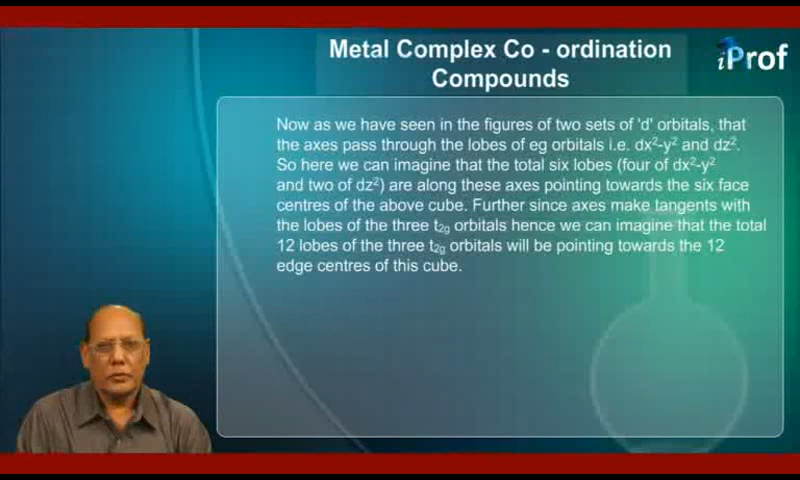 Metal Complex Co - ordination
Compounds
iProf
Now as we have seen in the figures of two sets of 'd' orbitals, that
the axes pass through the lobes of eg orbitals i.e. dx²-y² and dz².
So here we can imagine that the total six lobes (four of dx²-y²
and two of dz²) are along these axes pointing towards the six face
centres of the above cube. Further since axes make tangents with
the lobes of the three t₂g orbitals hence we can imagine that the total
12 lobes of the three t₂g orbitals will be pointing towards the 12
edge centres of this cube.